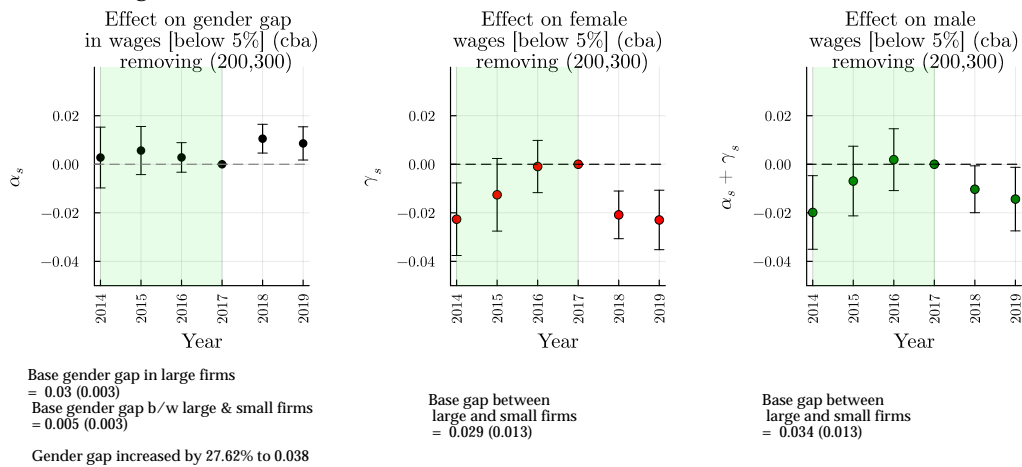 Effect on gender gap
in wages [below 5%] (cba)
removing (200,300)
0.02
0.00
−0.02
−0.04
α_s
2014
2015
2016
2017
2018
2019
Year
Base gender gap in large firms
= 0.03 (0.003)
Base gender gap b/w large & small firms
= 0.005 (0.003)
Gender gap increased by 27.62% to 0.038
Effect on female
wages [below 5%] (cba)
removing (200,300)
0.02
0.00
−0.02
−0.04
γ_s
2014
2015
2016
2017
2018
2019
Year
Base gap between
large and small firms
= 0.029 (0.013)
Effect on male
wages [below 5%] (cba)
removing (200,300)
0.02
0.00
−0.02
−0.04
α_s + γ_s
2014
2015
2016
2017
2018
2019
Year
Base gap between
large and small firms
= 0.034 (0.013)